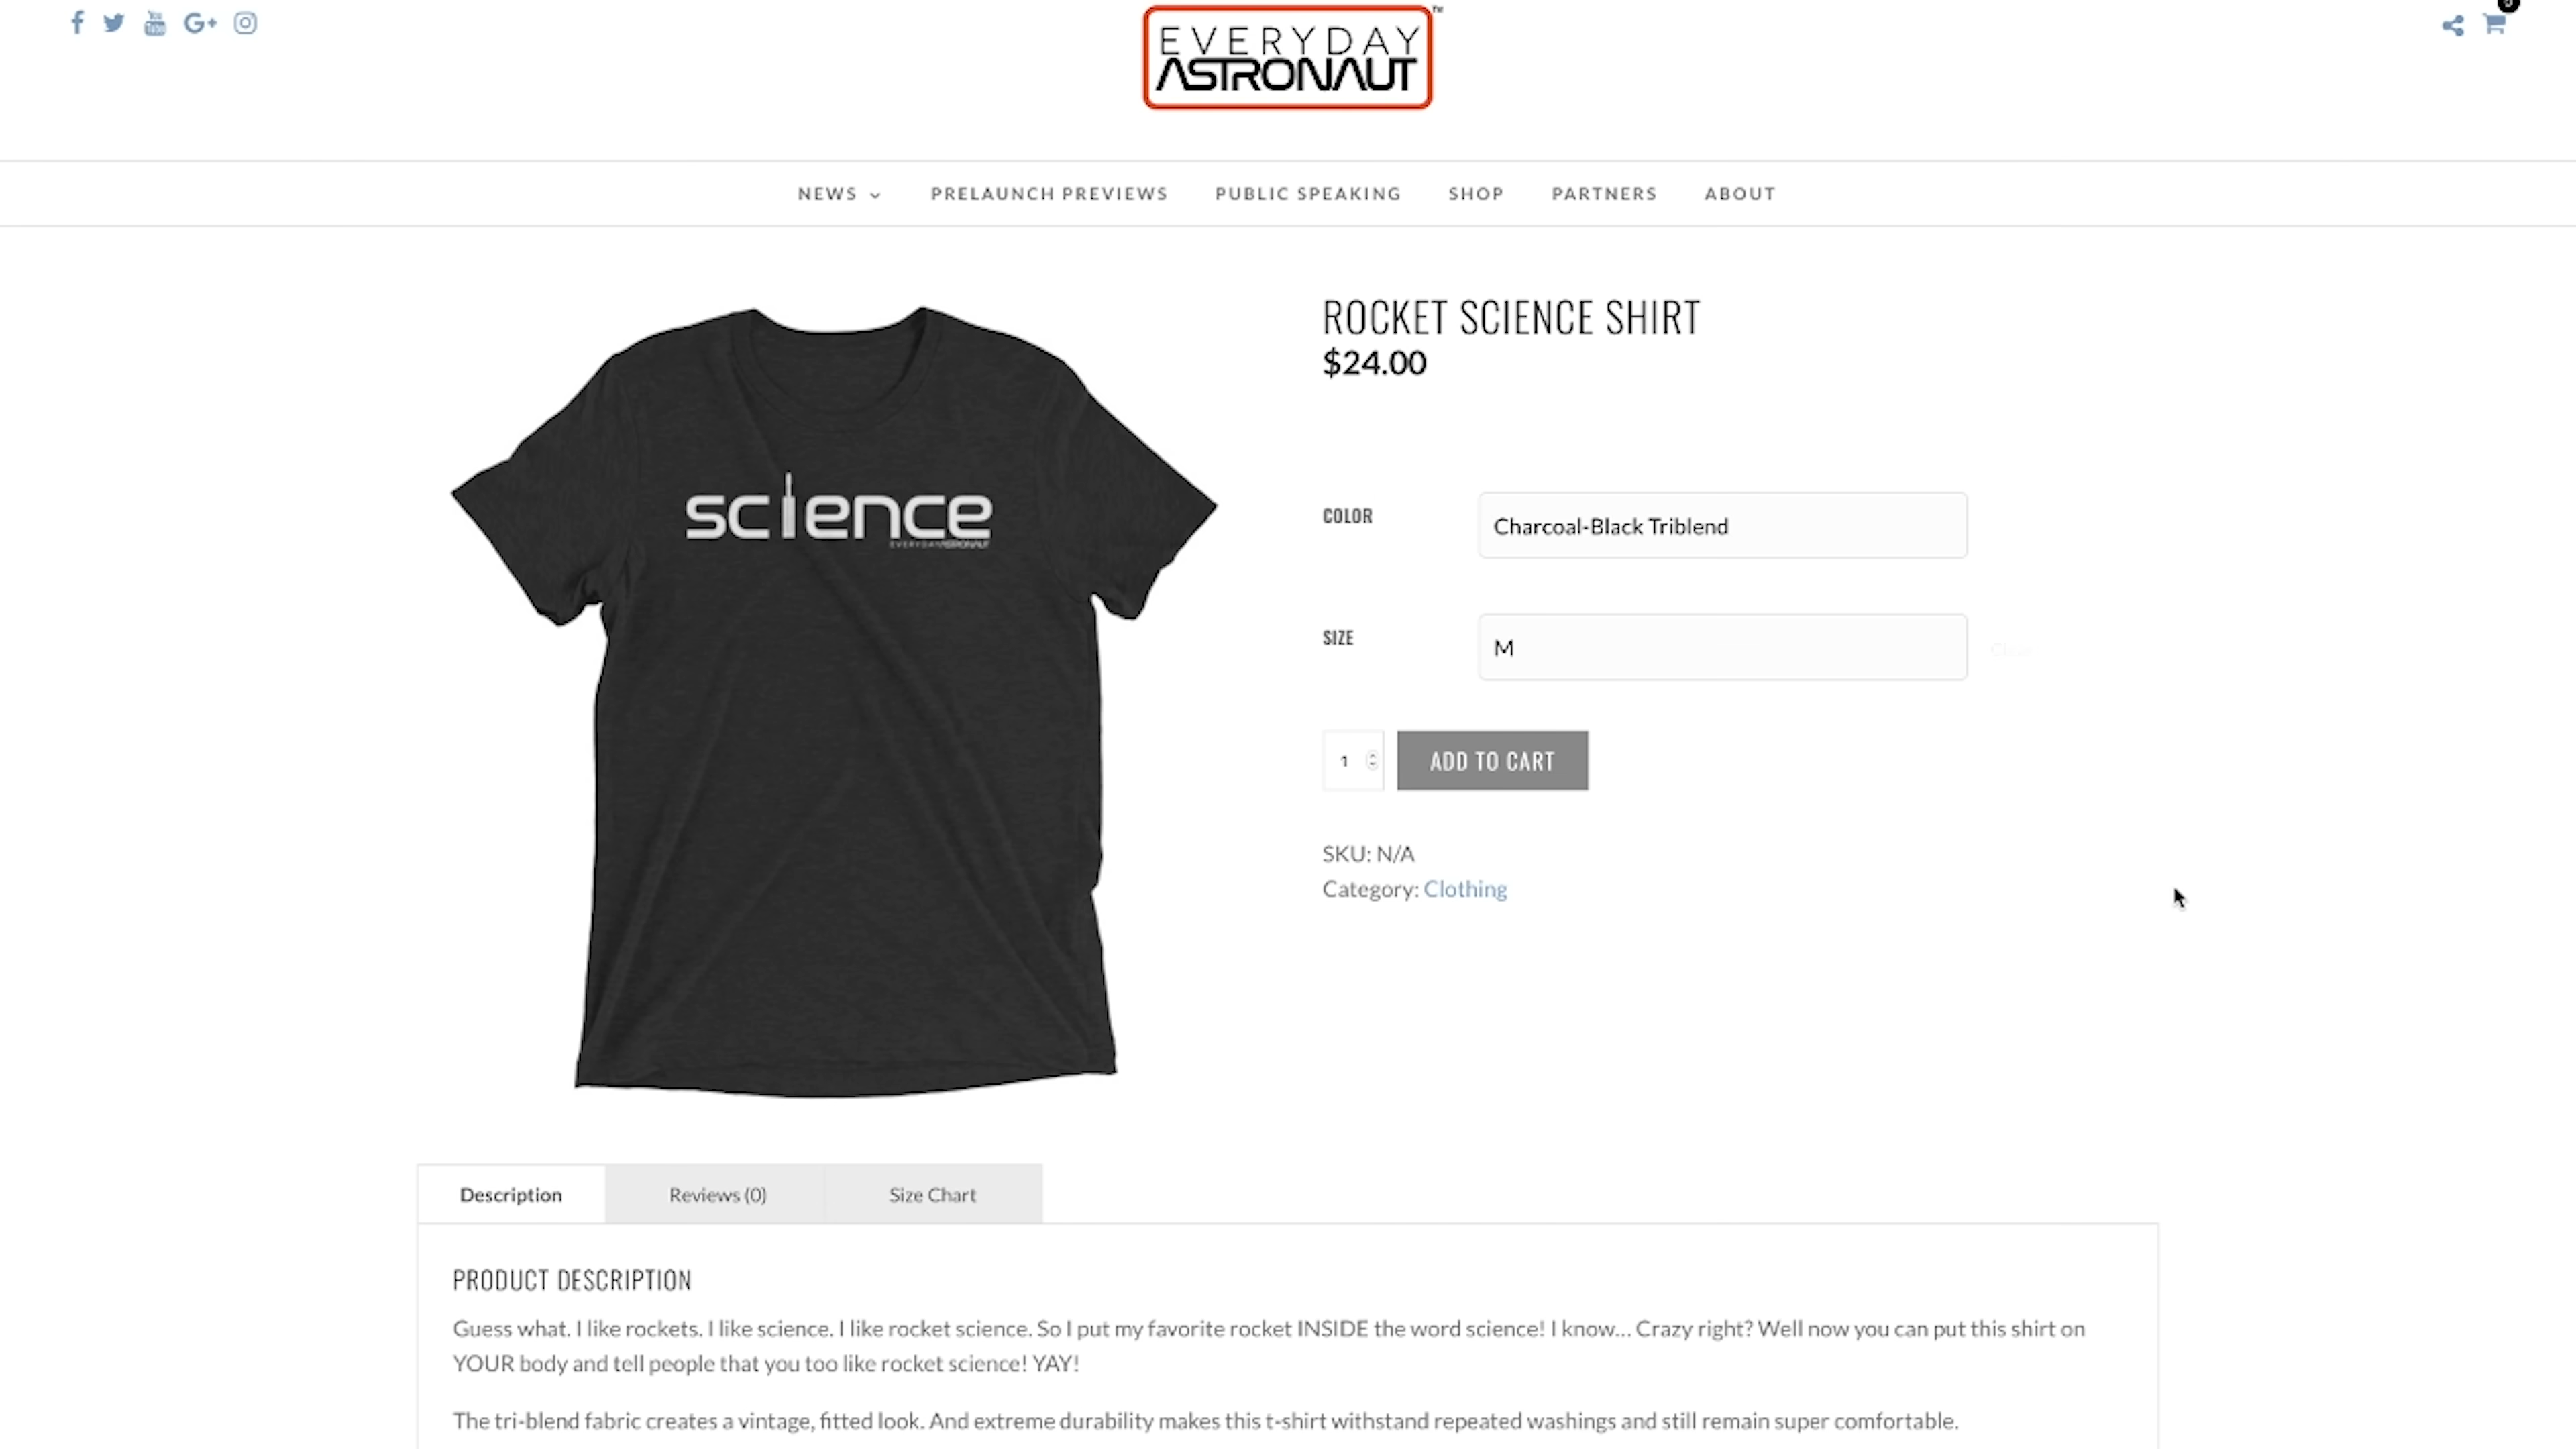 EVERYDAY
ASTRONAUT
TM
NEWS PRELAUNCH PREVIEWS PUBLIC SPEAKING SHOP PARTNERS ABOUT
science
EVERYDAY ASTRONAUT
ROCKET SCIENCE SHIRT
$24.00
COLOR Charcoal-Black Triblend
SIZE M
1 ADD TO CART
SKU: N/A
Category: Clothing
Description Reviews (0) Size Chart
PRODUCT DESCRIPTION
Guess what. I like rockets. I like science. I like rocket science. So I put my favorite rocket INSIDE the word science! I know... Crazy right? Well now you can put this shirt on
YOUR body and tell people that you too like rocket science! YAY!
The tri-blend fabric creates a vintage, fitted look. And extreme durability makes this t-shirt withstand repeated washings and still remain super comfortable.